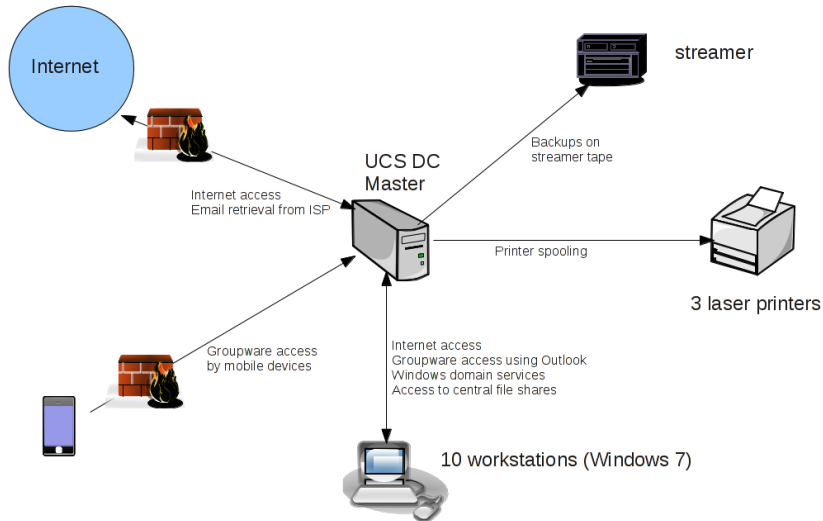 Internet
streamer
Backups on
streamer tape
UCS DC
Master
Internet access
Email retrieval from ISP
Printer spooling
3 laser printers
Groupware access
by mobile devices
Internet access
Groupware access using Outlook
Windows domain services
Access to central file shares
10 workstations (Windows 7)